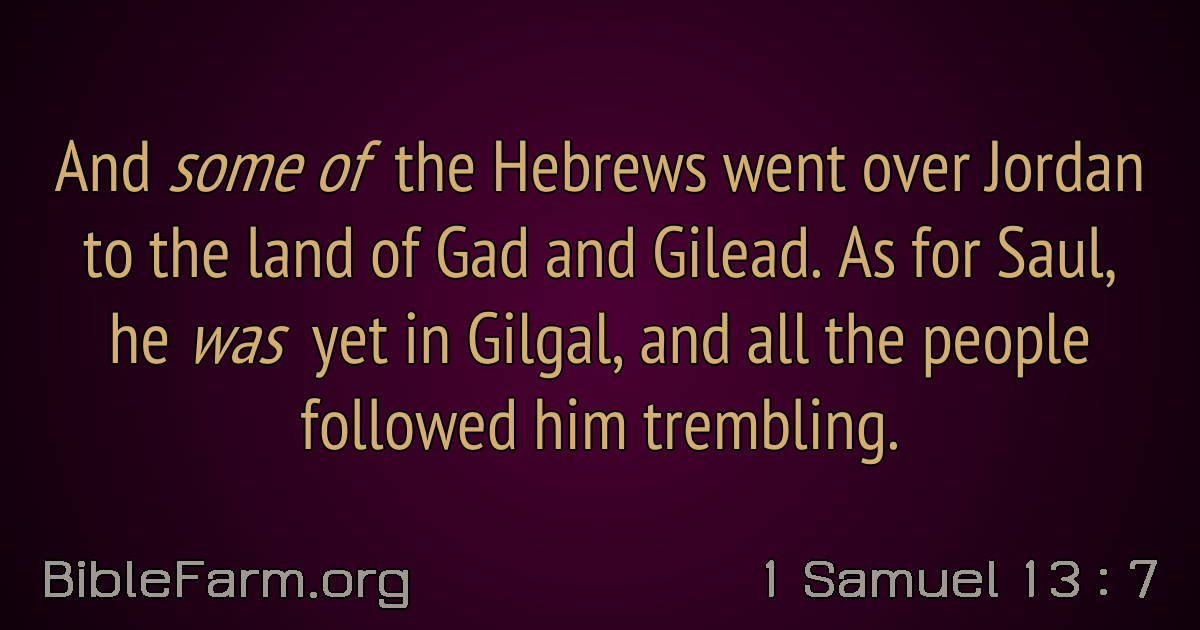 And some of the Hebrews went over Jordan
to the land of Gad and Gilead. As for Saul,
he was yet in Gilgal, and all the people
followed him trembling.
BibleFarm.org
1 Samuel 13 : 7